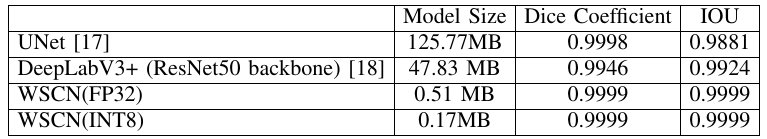 Model Size Dice Coefficient IOU
UNet [17] 125.77MB 0.9998 0.9881
DeepLabV3+ (ResNet50 backbone) [18] 47.83 MB 0.9946 0.9924
WSCN(FP32) 0.51 MB 0.9999 0.9999
WSCN(INT8) 0.17MB 0.9999 0.9999